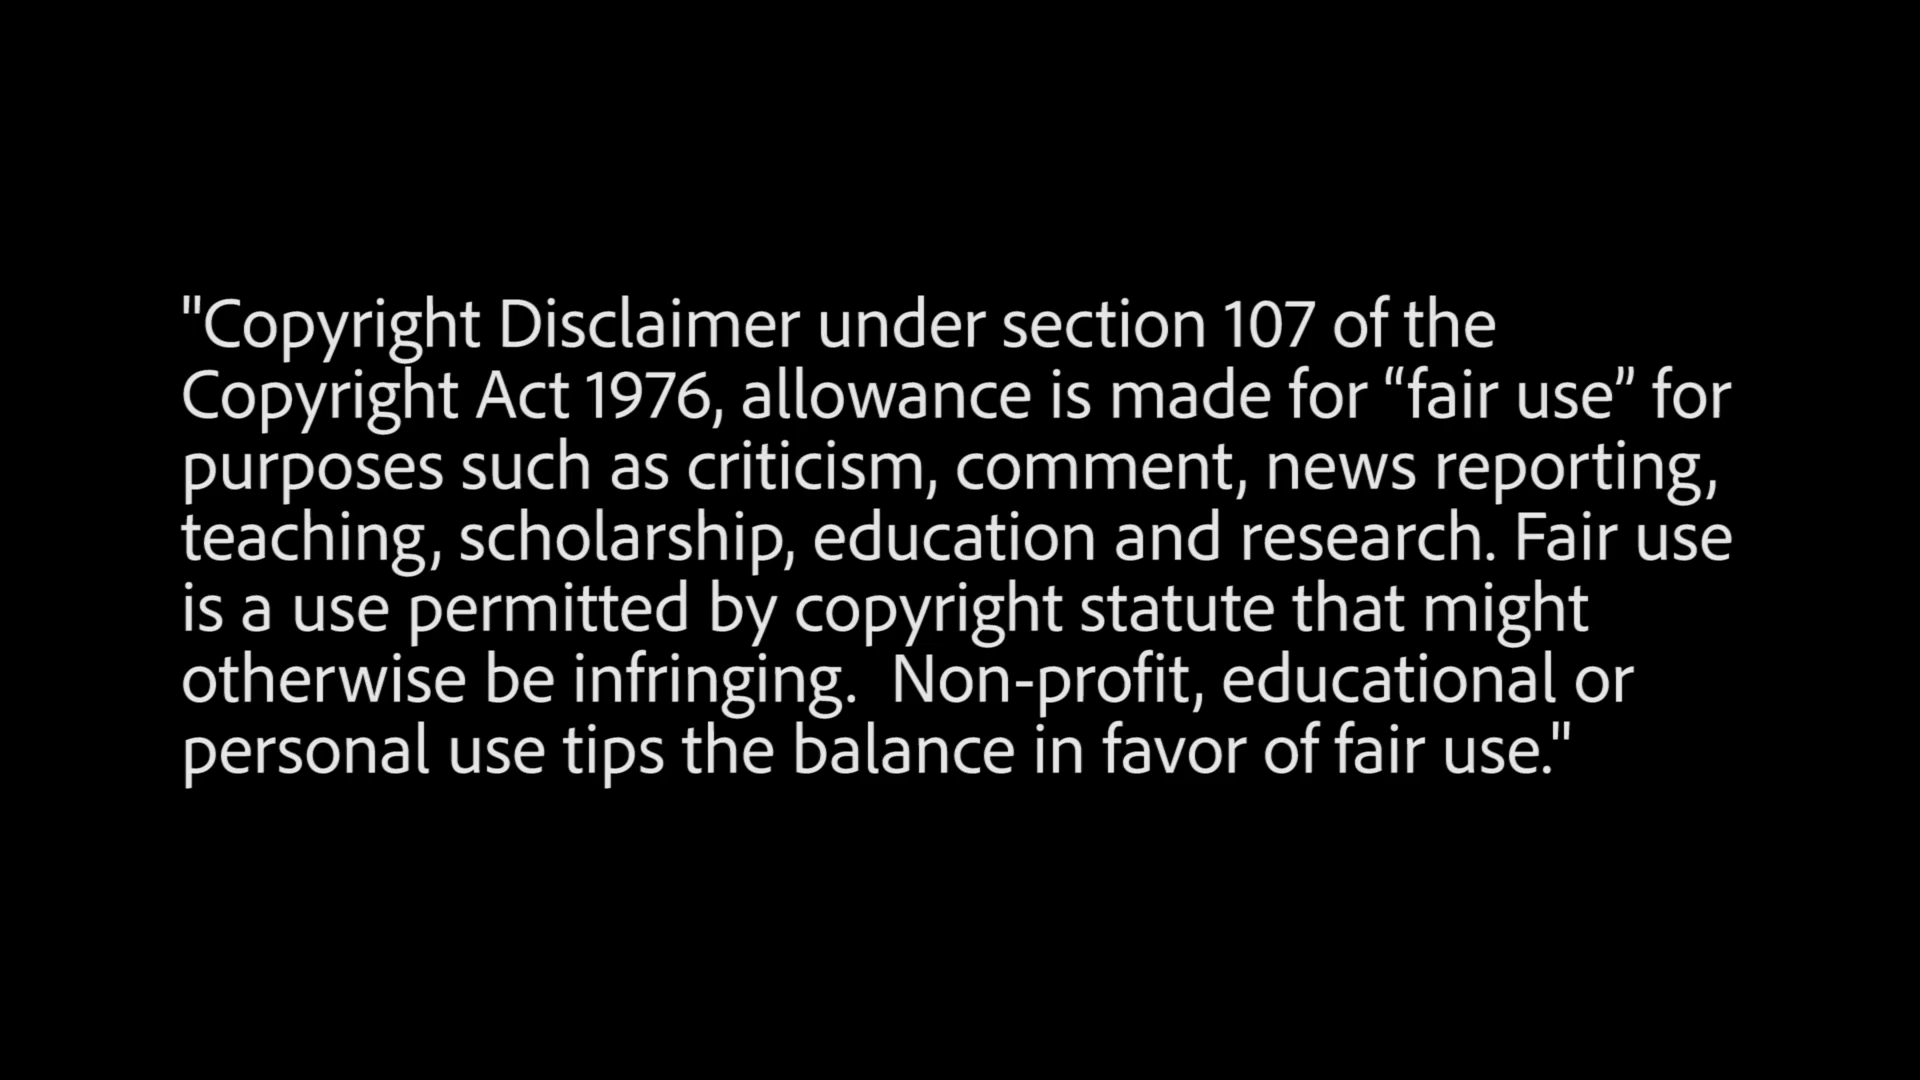 "Copyright Disclaimer under section 107 of the
Copyright Act 1976, allowance is made for “fair use” for
purposes such as criticism, comment, news reporting,
teaching, scholarship, education and research. Fair use
is a use permitted by copyright statute that might
otherwise be infringing.  Non-profit, educational or
personal use tips the balance in favor of fair use."